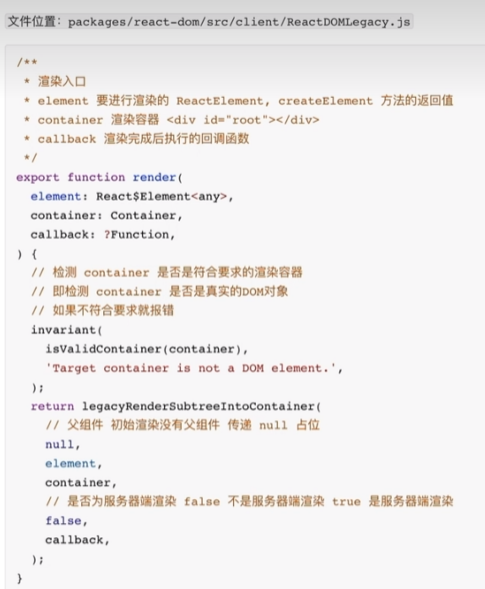 文件位置: packages/react-dom/src/client/ReactDOMLegacy.js
/**
 * 渲染入口
 * element 要进行渲染的 ReactElement, createElement 方法的返回值
 * container 渲染容器 <div id="root"></div>
 * callback 渲染完成后执行的回调函数
 */
export function render(
  element: React$Element<any>,
  container: Container,
  callback: ?Function,
) {
  // 检测 container 是否是符合要求的渲染容器
  // 即检测 container 是否是真实的DOM对象
  // 如果不符合要求就报错
  invariant(
    isValidContainer(container),
    'Target container is not a DOM element.',
  );
  return legacyRenderSubtreeIntoContainer(
    // 父组件 初始渲染没有父组件 传递 null 占位
    null,
    element,
    container,
    // 是否为服务器端渲染 false 不是服务器端渲染 true 是服务器端渲染
    false,
    callback,
  );
}